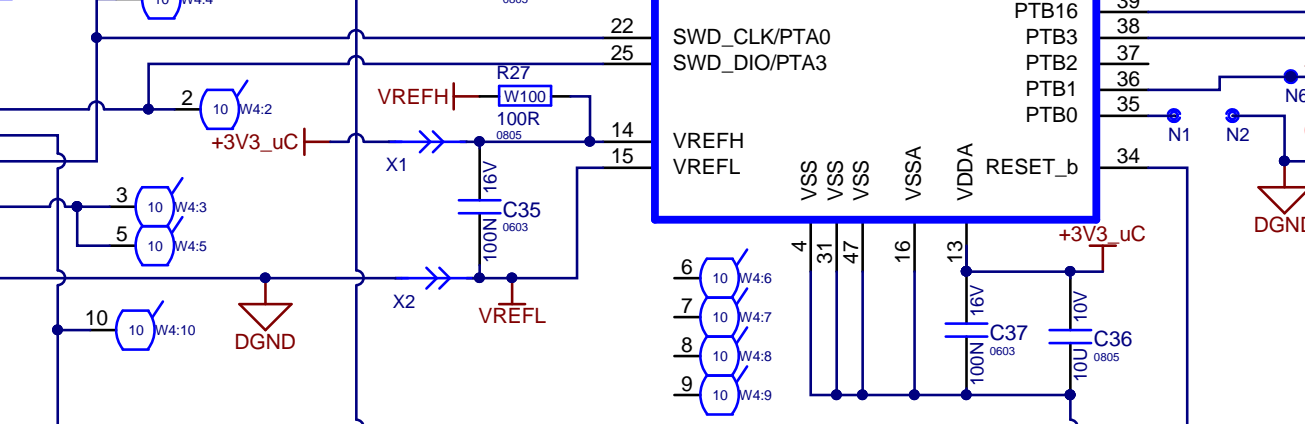 W4:4
0805
39
PTB16
22
SWD_CLK/PTA0
PTB3
38
25
SWD_DIO/PTA3
PTB2
37
R27
VREFH
W100
PTB1
36
2
10
W4:2
100R
0805
PTB0
35
N1
N2
+3V3_uC
X1
14
VREFH
15
VREFL
VSS
VSS
VSS
VSSA
VDDA
RESET_b
34
16V
C35
0603
100N
3
10
W4:3
5
10
W4:5
4
31
47
16
13
+3V3_uC
X2
VREFL
DGND
6
10
W4:6
7
10
W4:7
8
10
W4:8
9
10
W4:9
10
10
W4:10
16V
C37
0603
100N
10V
C36
0805
10U